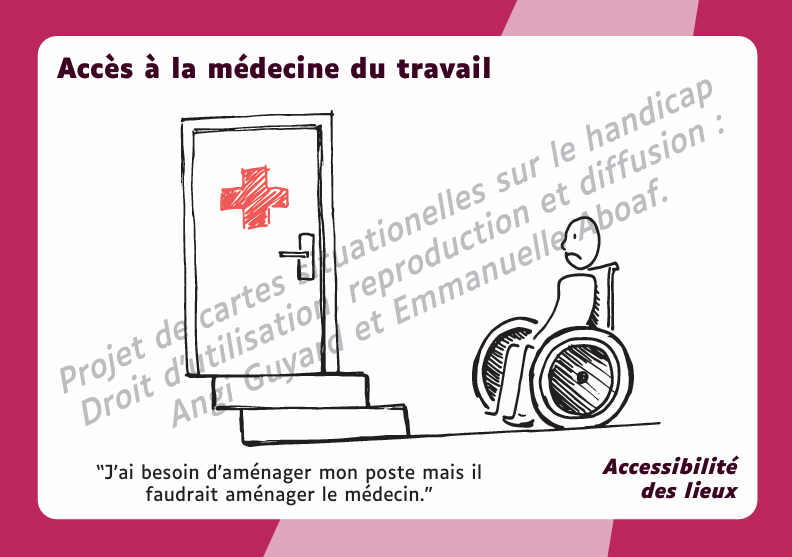 Accès à la médecine du travail
Projet de cartes situationelles sur le handicap
Droit d'utilisation, reproduction et diffusion :
Angi Guyard et Emmanuelle Aboaf.
“J'ai besoin d'aménager mon poste mais il
faudrait aménager le médecin.”
Accessibilité
des lieux